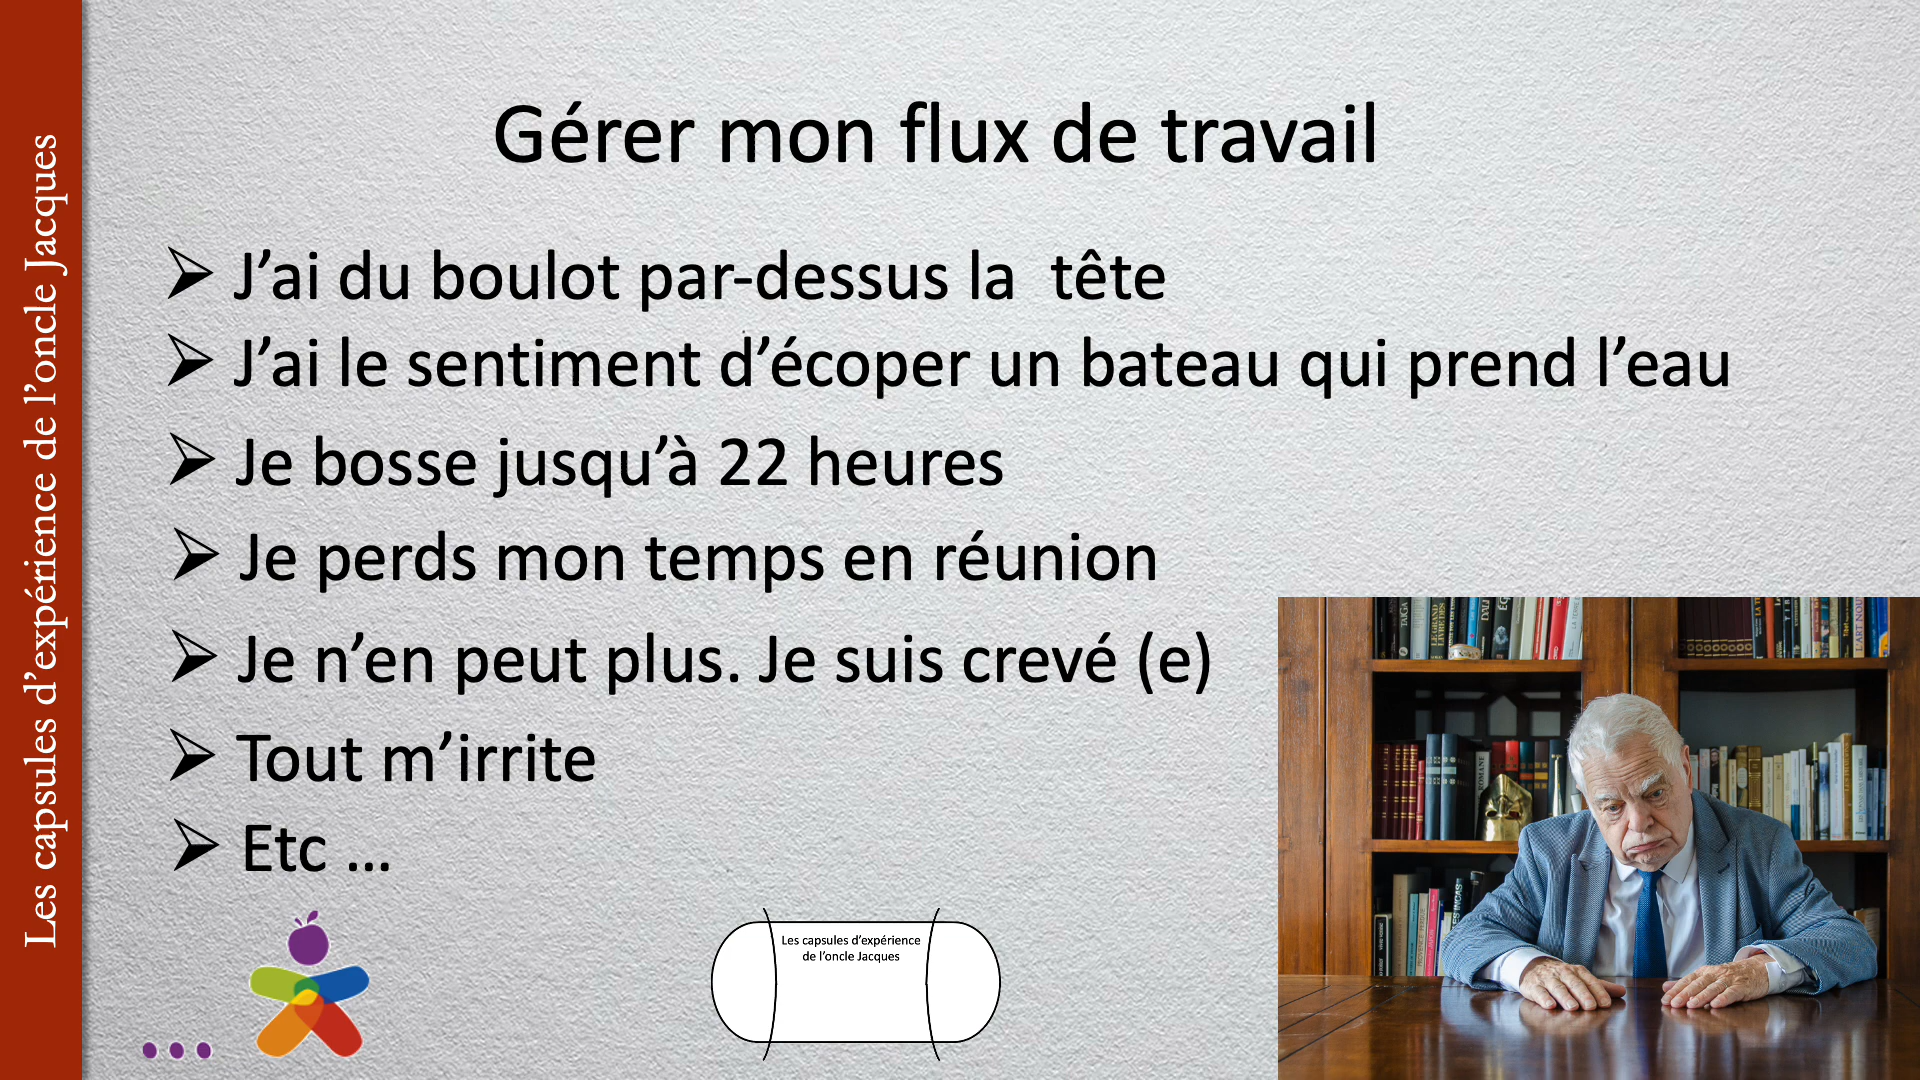 Les capsules d'expérience de l'oncle Jacques
Gérer mon flux de travail
J'ai du boulot par-dessus la tête
J'ai le sentiment d'écoper un bateau qui prend l'eau
Je bosse jusqu'à 22 heures
Je perds mon temps en réunion
Je n'en peut plus. Je suis crevé (e)
Tout m'irrite
Etc ...
Les capsules d'expérience
de l'oncle Jacques